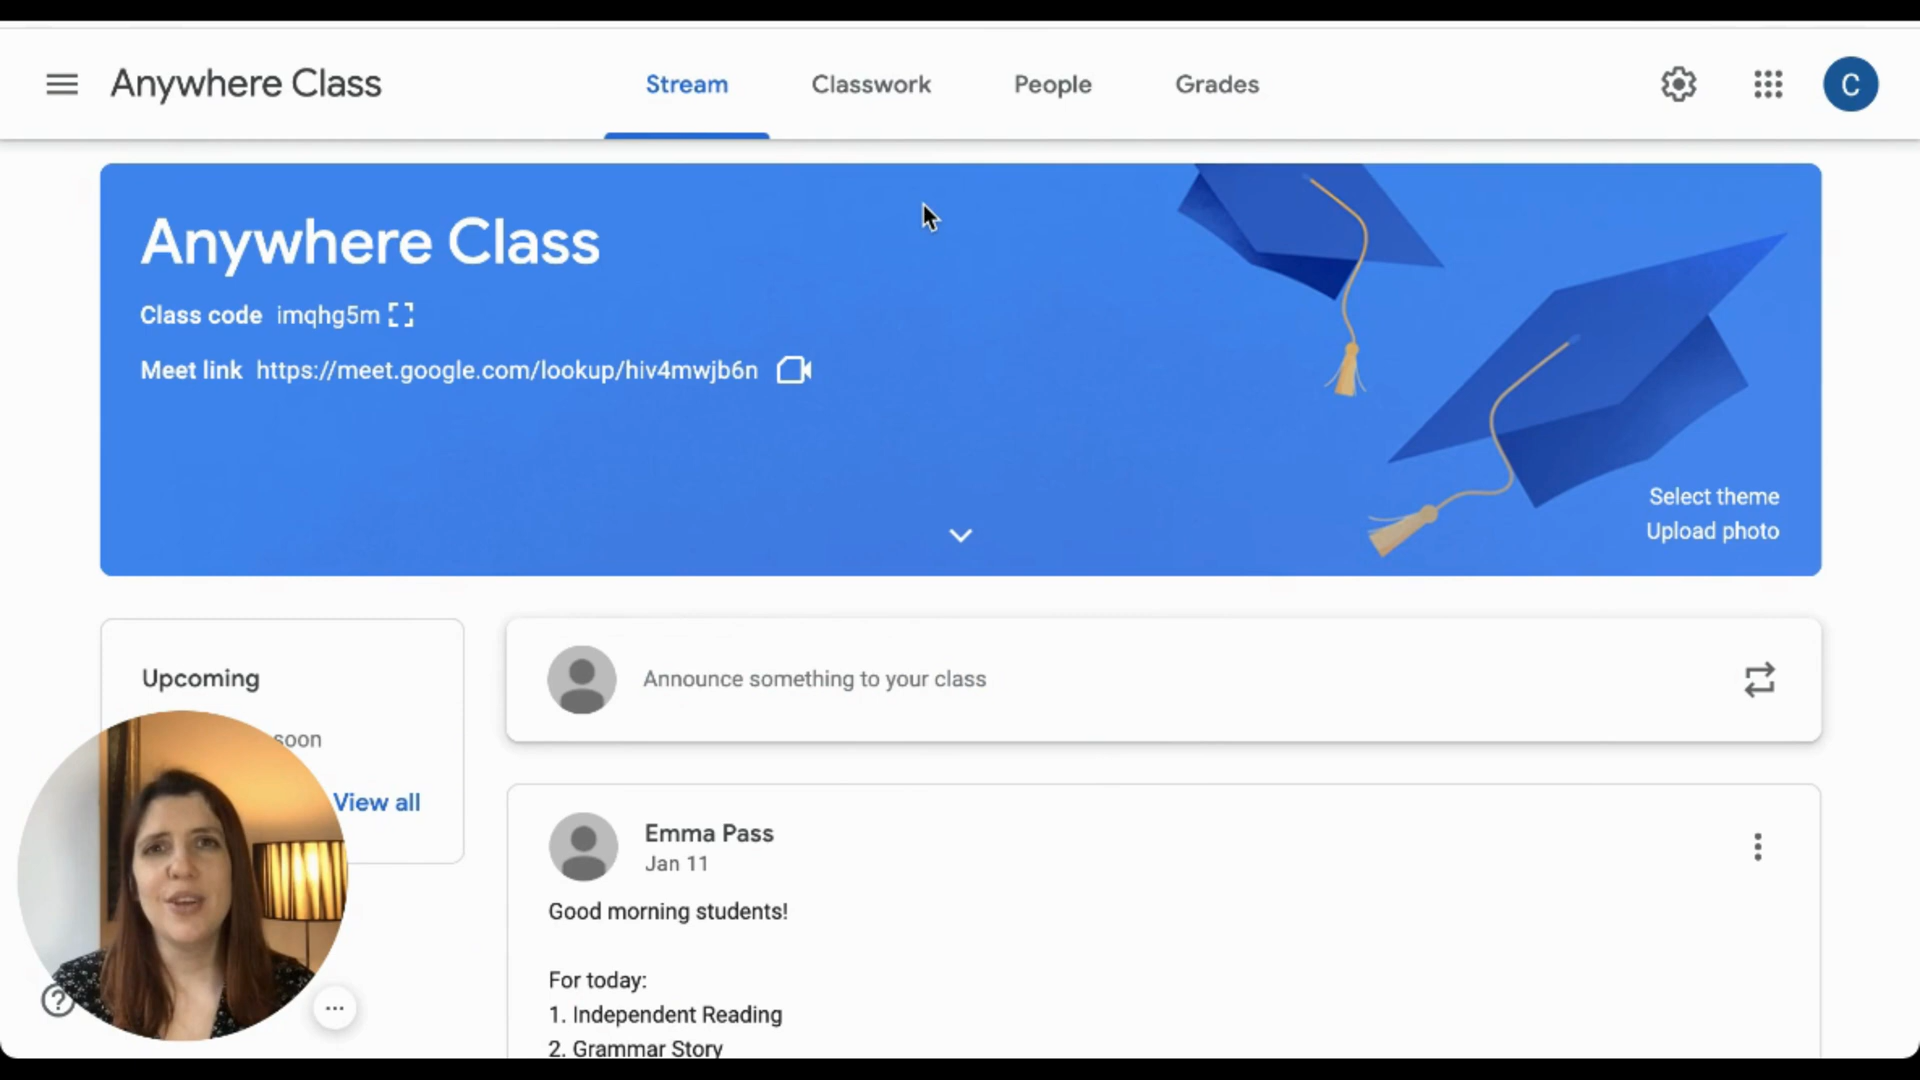 Anywhere Class
Stream
Classwork
People
Grades
C
Anywhere Class
Class code imqhg5m
Meet link https://meet.google.com/lookup/hiv4mwjb6n
Select theme
Upload photo
Upcoming
soon
View all
Announce something to your class
Emma Pass
Jan 11
Good morning students!
For today:
1. Independent Reading
2. Grammar Story